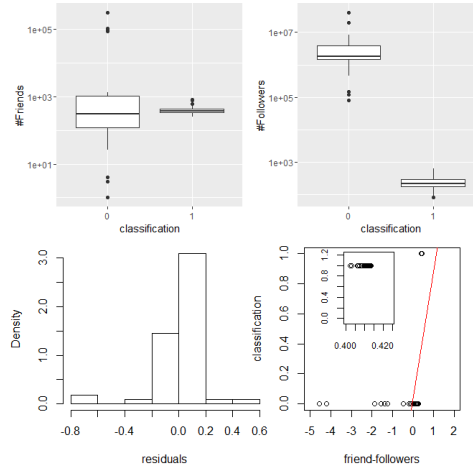 1e+05
1e+03
1e+01
#Friends
0 1
classification
1e+07
1e+05
1e+03
#Followers
0 1
classification
3.0
2.0
1.0
0.0
Density
-0.8 -0.4 0.0 0.2 0.6
residuals
1.0
0.8
0.6
0.4
0.2
0.0
classification
1.2
0.8
0.4
0.0
0.400 0.420
-5 -4 -3 -2 -1 0 1 2
friend-followers